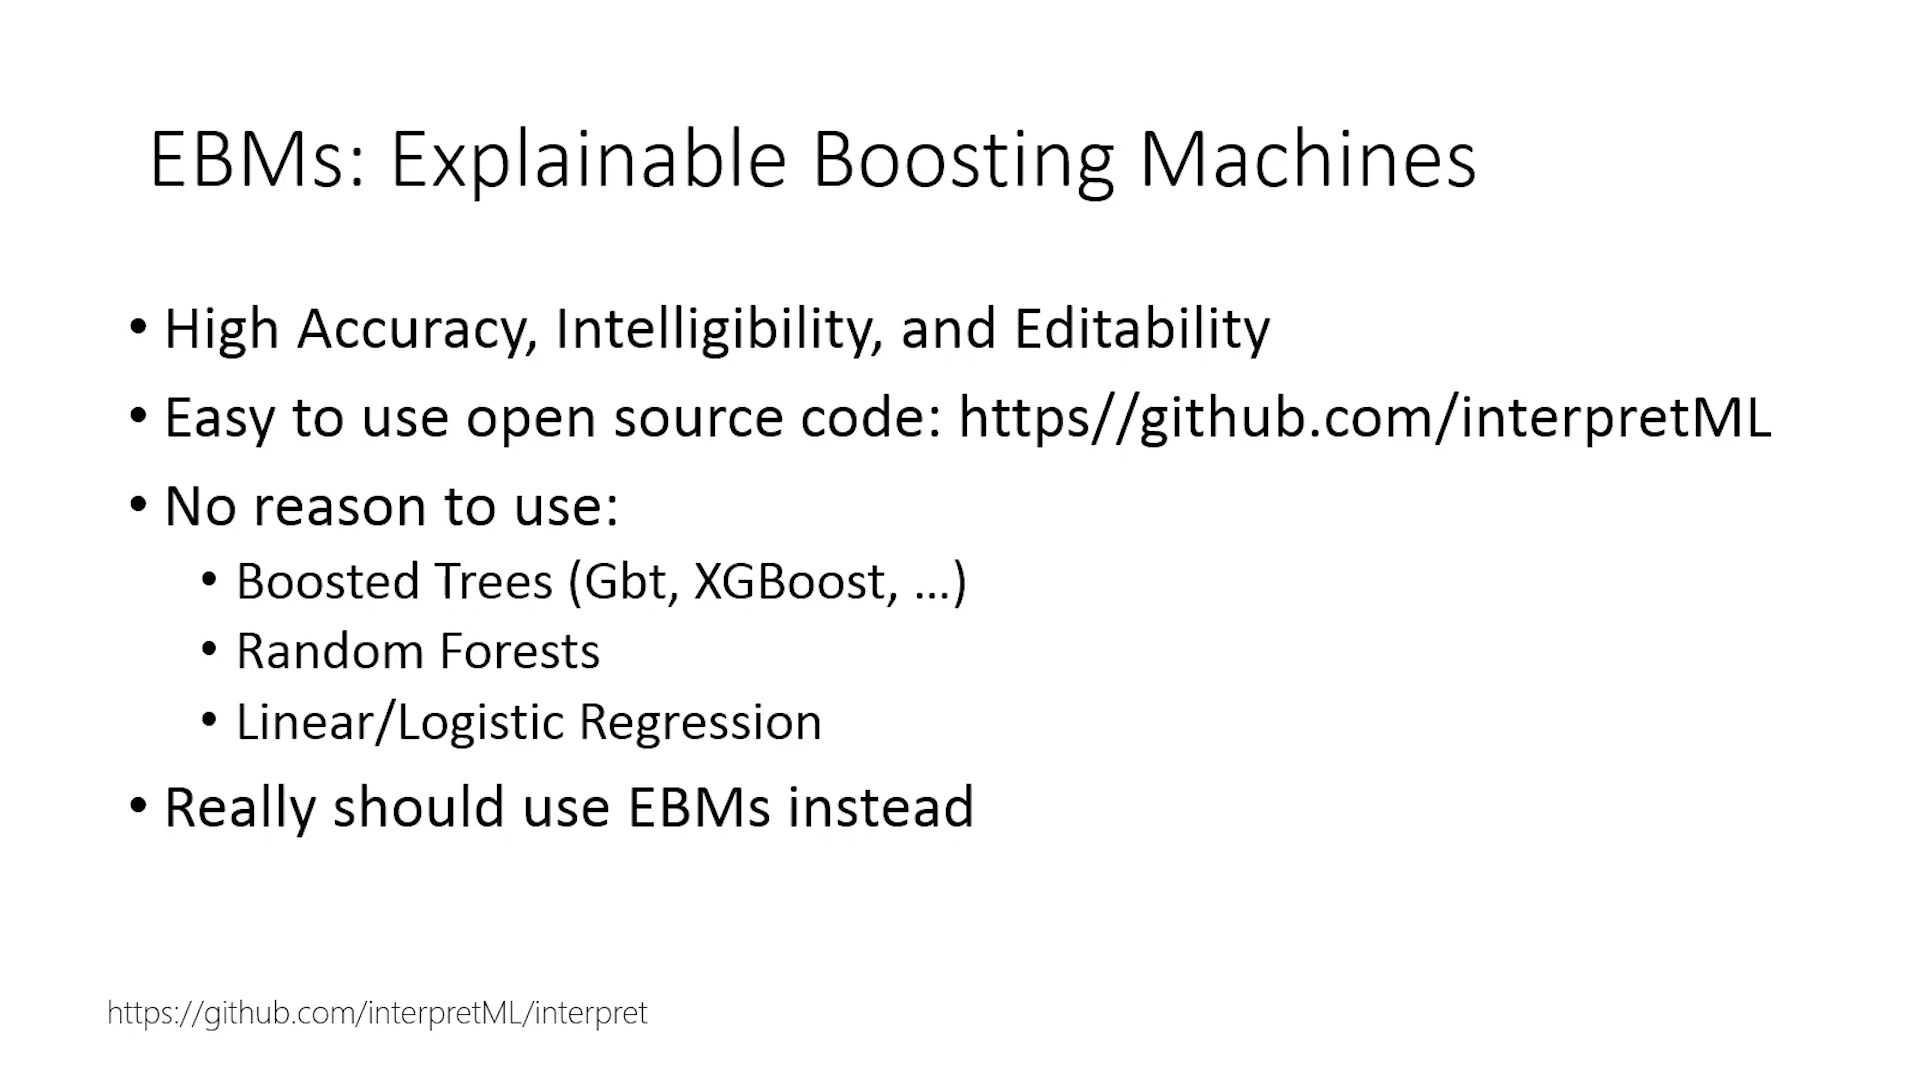 EBMs: Explainable Boosting Machines
• High Accuracy, Intelligibility, and Editability
• Easy to use open source code: https//github.com/interpretML
• No reason to use:
• Boosted Trees (Gbt, XGBoost, ...)
• Random Forests
• Linear/Logistic Regression
• Really should use EBMs instead
https://github.com/interpretML/interpret